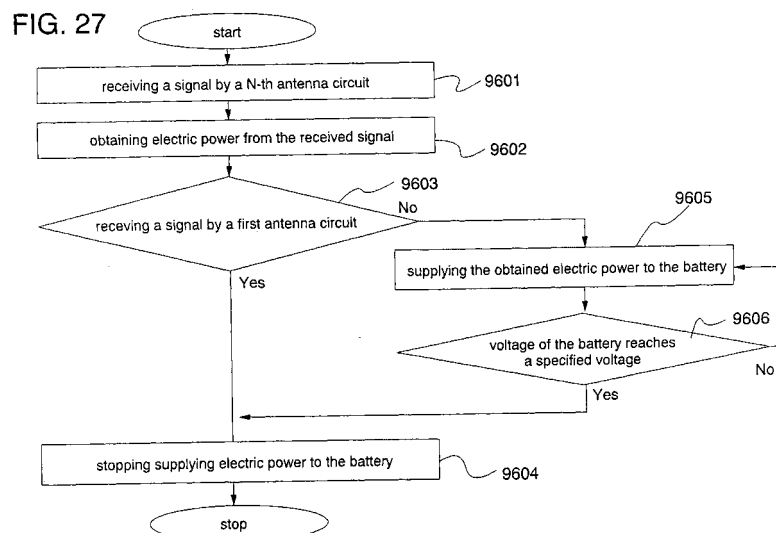 FIG. 27
start
receiving a signal by a N-th antenna circuit
9601
obtaining electric power from the received signal
9602
9603
receving a signal by a first antenna circuit
No
Yes
9605
supplying the obtained electric power to the battery
9606
voltage of the battery reaches
a specified voltage
No
Yes
stopping supplying electric power to the battery
9604
stop